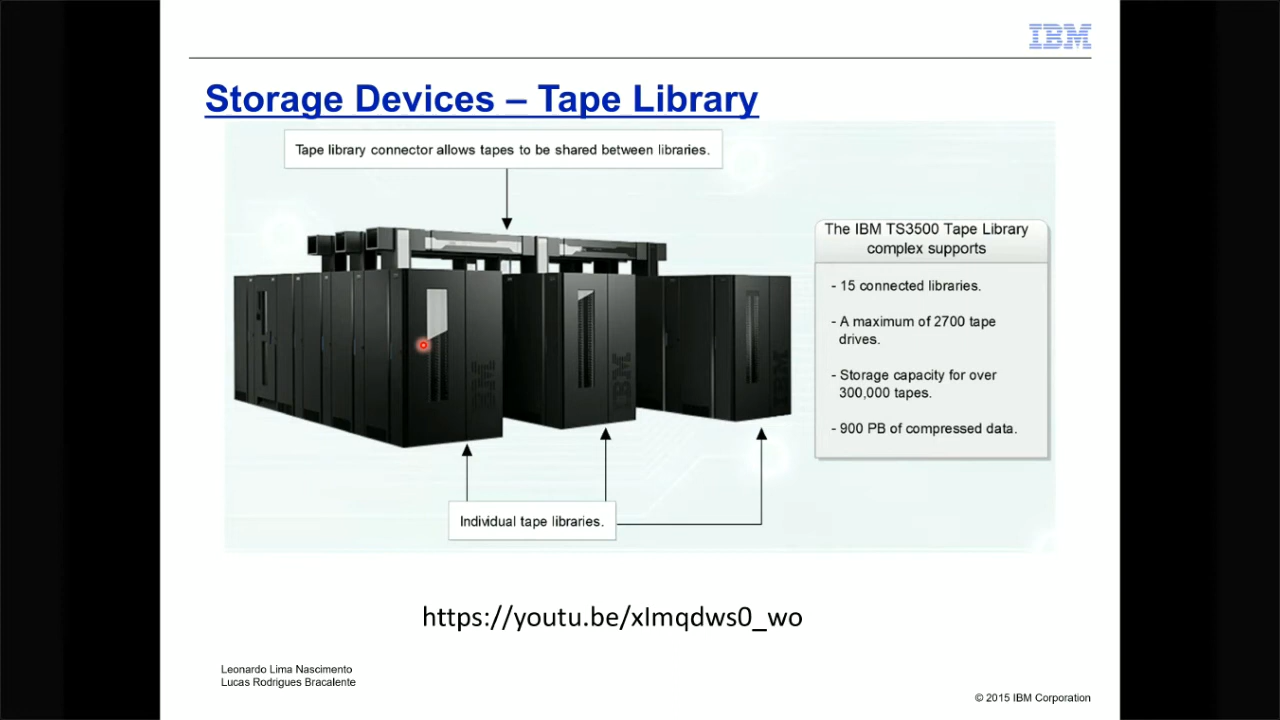 IBM
Storage Devices – Tape Library
Tape library connector allows tapes to be shared between libraries.
The IBM TS3500 Tape Library
complex supports
- 15 connected libraries.
- A maximum of 2700 tape
drives.
- Storage capacity for over
300,000 tapes.
- 900 PB of compressed data.
IBM
IBM
IBM
Individual tape libraries.
https://youtu.be/xImqdws0_wo
Leonardo Lima Nascimento
Lucas Rodrigues Bracalente
© 2015 IBM Corporation